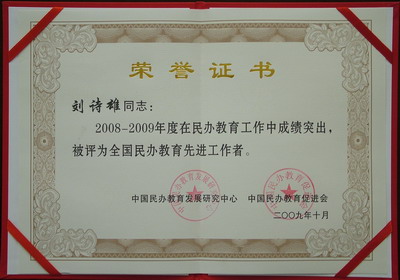 荣誉证书
刘诗雄同志：
2008-2009年度在民办教育工作中成绩突出，
被评为全国民办教育先进工作者。
中国民办教育发展研究中心 中国民办教育促进会
二〇〇九年十月